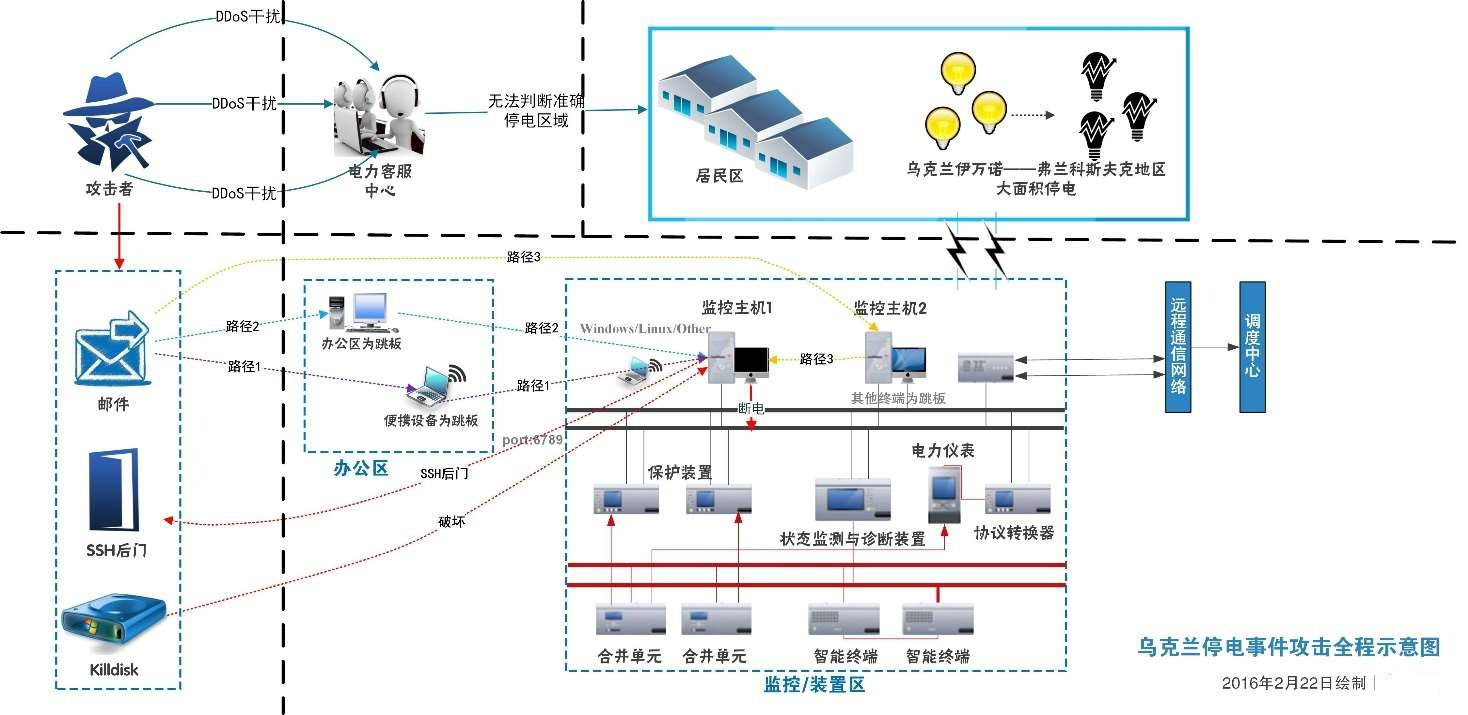 DDoS干扰
DDoS干扰
DDoS干扰
攻击者
电力客服
中心
无法判断准确
停电区域
居民区
乌克兰伊万诺——弗兰科斯夫克地区
大面积停电
路径3
路径2
路径1
邮件
SSH后门
Killdisk
办公区为跳板
便携设备为跳板
办公区
路径2
路径1
port:6789
SSH后门
破坏
Windows/Linux/Other
监控主机1
监控主机2
路径3
其他终端为跳板
断电
远程通信网络
调度中心
保护装置
电力仪表
状态监测与诊断装置
协议转换器
合并单元
合并单元
智能终端
智能终端
监控/装置区
乌克兰停电事件攻击全程示意图
2016年2月22日绘制